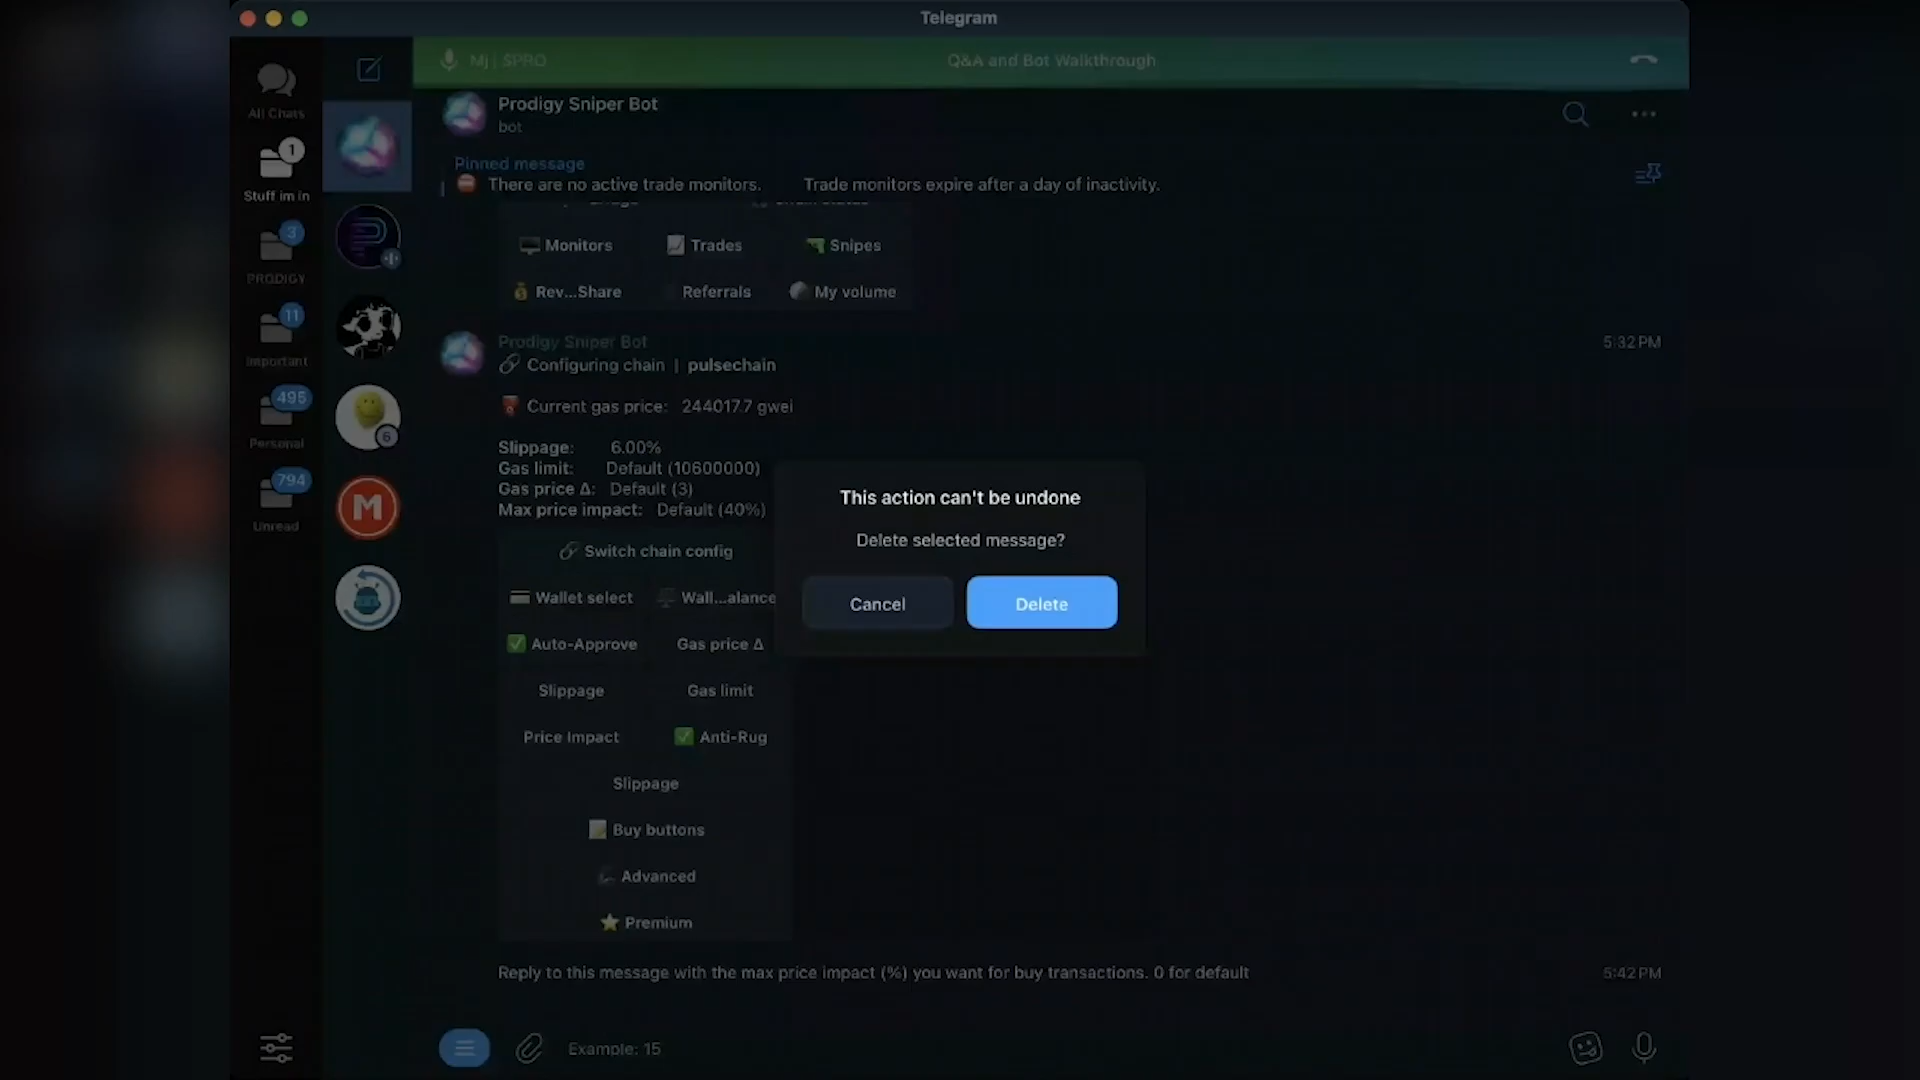 Telegram
Mj | SPRO
Q&A and Bot Walkthrough
All Chats
1
Stuff im in
3
PRODIGY
11
Important
495
Personal
794
Unread
6
M
Prodigy Sniper Bot
bot
Pinned message
There are no active trade monitors. Trade monitors expire after a day of inactivity.
Monitors
Trades
Snipes
Rev...Share
Referrals
My volume
Prodigy Sniper Bot
5:32 PM
Configuring chain | pulsechain
Current gas price: 244017.7 gwei
Slippage: 6.00%
Gas limit: Default (10600000)
Gas price Δ: Default (3)
Max price impact: Default (40%)
Switch chain config
Wallet select
Wall...alance
Auto-Approve
Gas price Δ
Slippage
Gas limit
Price Impact
Anti-Rug
Slippage
Buy buttons
Advanced
Premium
This action can't be undone
Delete selected message?
Cancel
Delete
Reply to this message with the max price impact (%) you want for buy transactions. 0 for default
5:42 PM
Example: 15